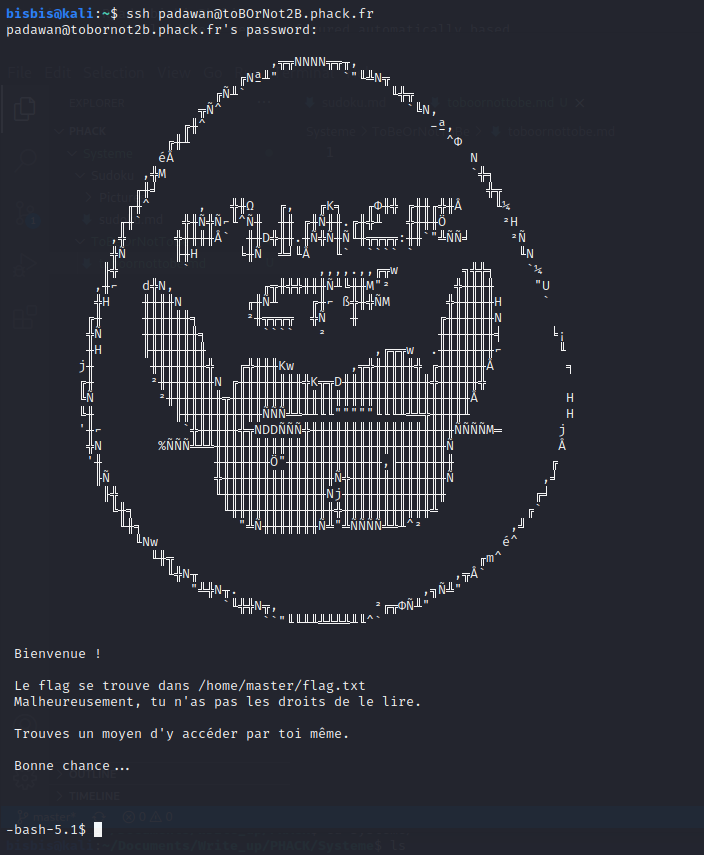 bisbis@kali:~$ ssh padawan@toBOrNot2B.phack.fr
padawan@tobornot2b.phack.fr's password:
Bienvenue !
Le flag se trouve dans /home/master/flag.txt
Malheureusement, tu n'as pas les droits de le lire.
Trouves un moyen d'y accéder par toi même.
Bonne chance...
-bash-5.1$